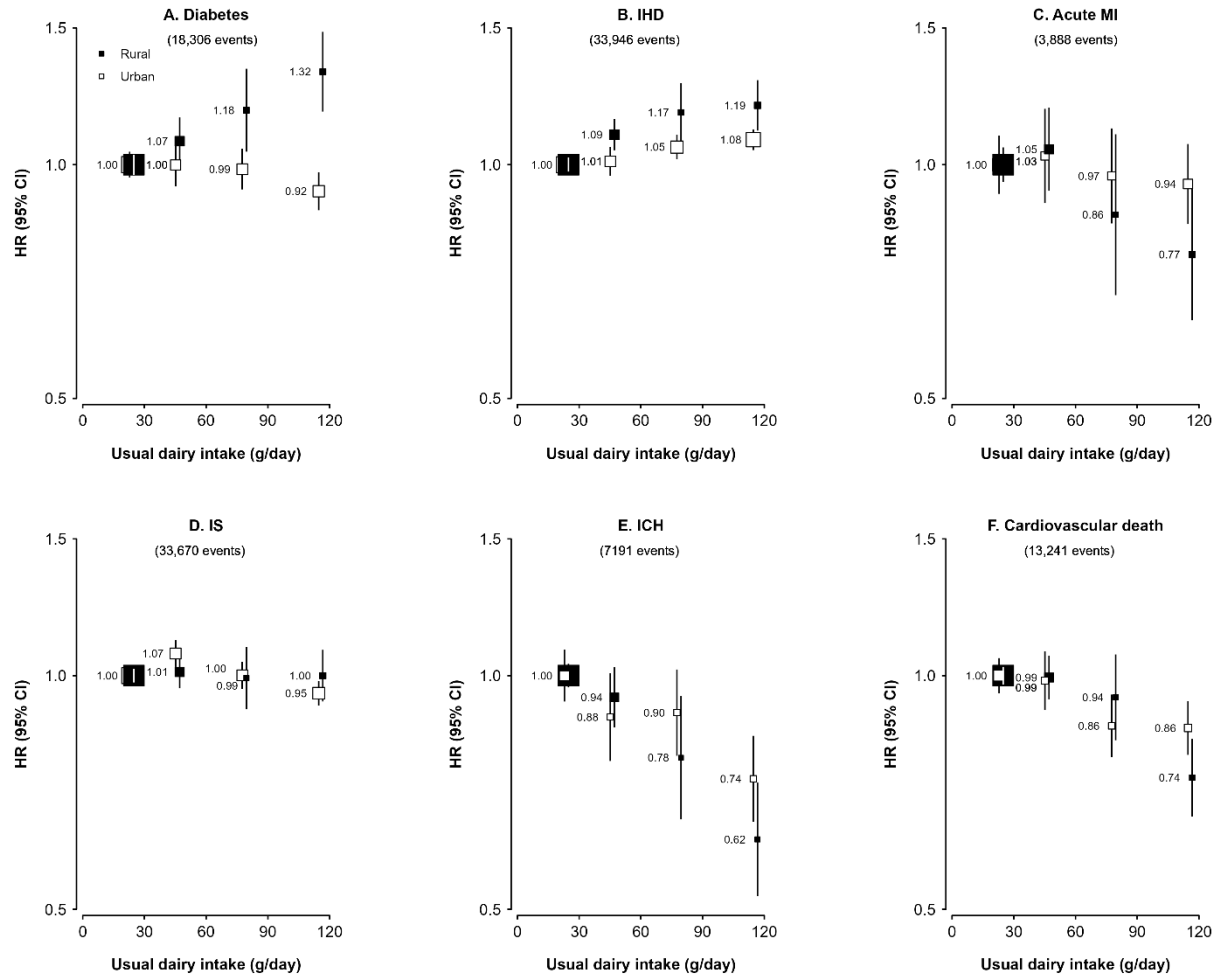 A. Diabetes
(18,306 events)
Rural
Urban
1.5
1.0
0.5
HR (95% CI)
1.00
1.07
1.00
1.18
0.99
1.32
0.92
0 30 60 90 120
Usual dairy intake (g/day)
B. IHD
(33,946 events)
1.5
1.0
0.5
HR (95% CI)
1.00
1.09
1.01
1.17
1.05
1.19
1.08
0 30 60 90 120
Usual dairy intake (g/day)
C. Acute MI
(3,888 events)
1.5
1.0
0.5
HR (95% CI)
1.00
1.05
1.03
0.97
0.86
0.94
0.77
0 30 60 90 120
Usual dairy intake (g/day)
D. IS
(33,670 events)
1.5
1.0
0.5
HR (95% CI)
1.00
1.07
1.01
1.00
0.99
1.00
0.95
0 30 60 90 120
Usual dairy intake (g/day)
E. ICH
(7191 events)
1.5
1.0
0.5
HR (95% CI)
1.00
0.94
0.88
0.90
0.78
0.74
0.62
0 30 60 90 120
Usual dairy intake (g/day)
F. Cardiovascular death
(13,241 events)
1.5
1.0
0.5
HR (95% CI)
1.00
0.99
0.99
0.94
0.86
0.86
0.74
0 30 60 90 120
Usual dairy intake (g/day)